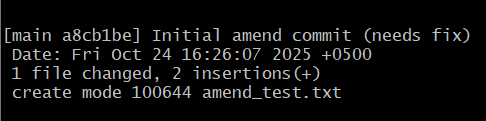 [main a8cb1be] Initial amend commit (needs fix)
 Date: Fri Oct 24 16:26:07 2025 +0500
 1 file changed, 2 insertions(+)
 create mode 100644 amend_test.txt